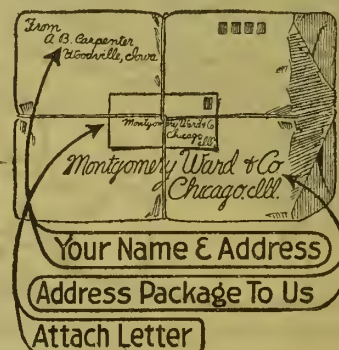 From
A B. Carpenter
Woodville, Iowa
Montgomery Ward & Co
Chicago
Ill.
Montgomery Ward & Co
Chicago. Ill.
Your Name & Address
Address Package To Us
Attach Letter